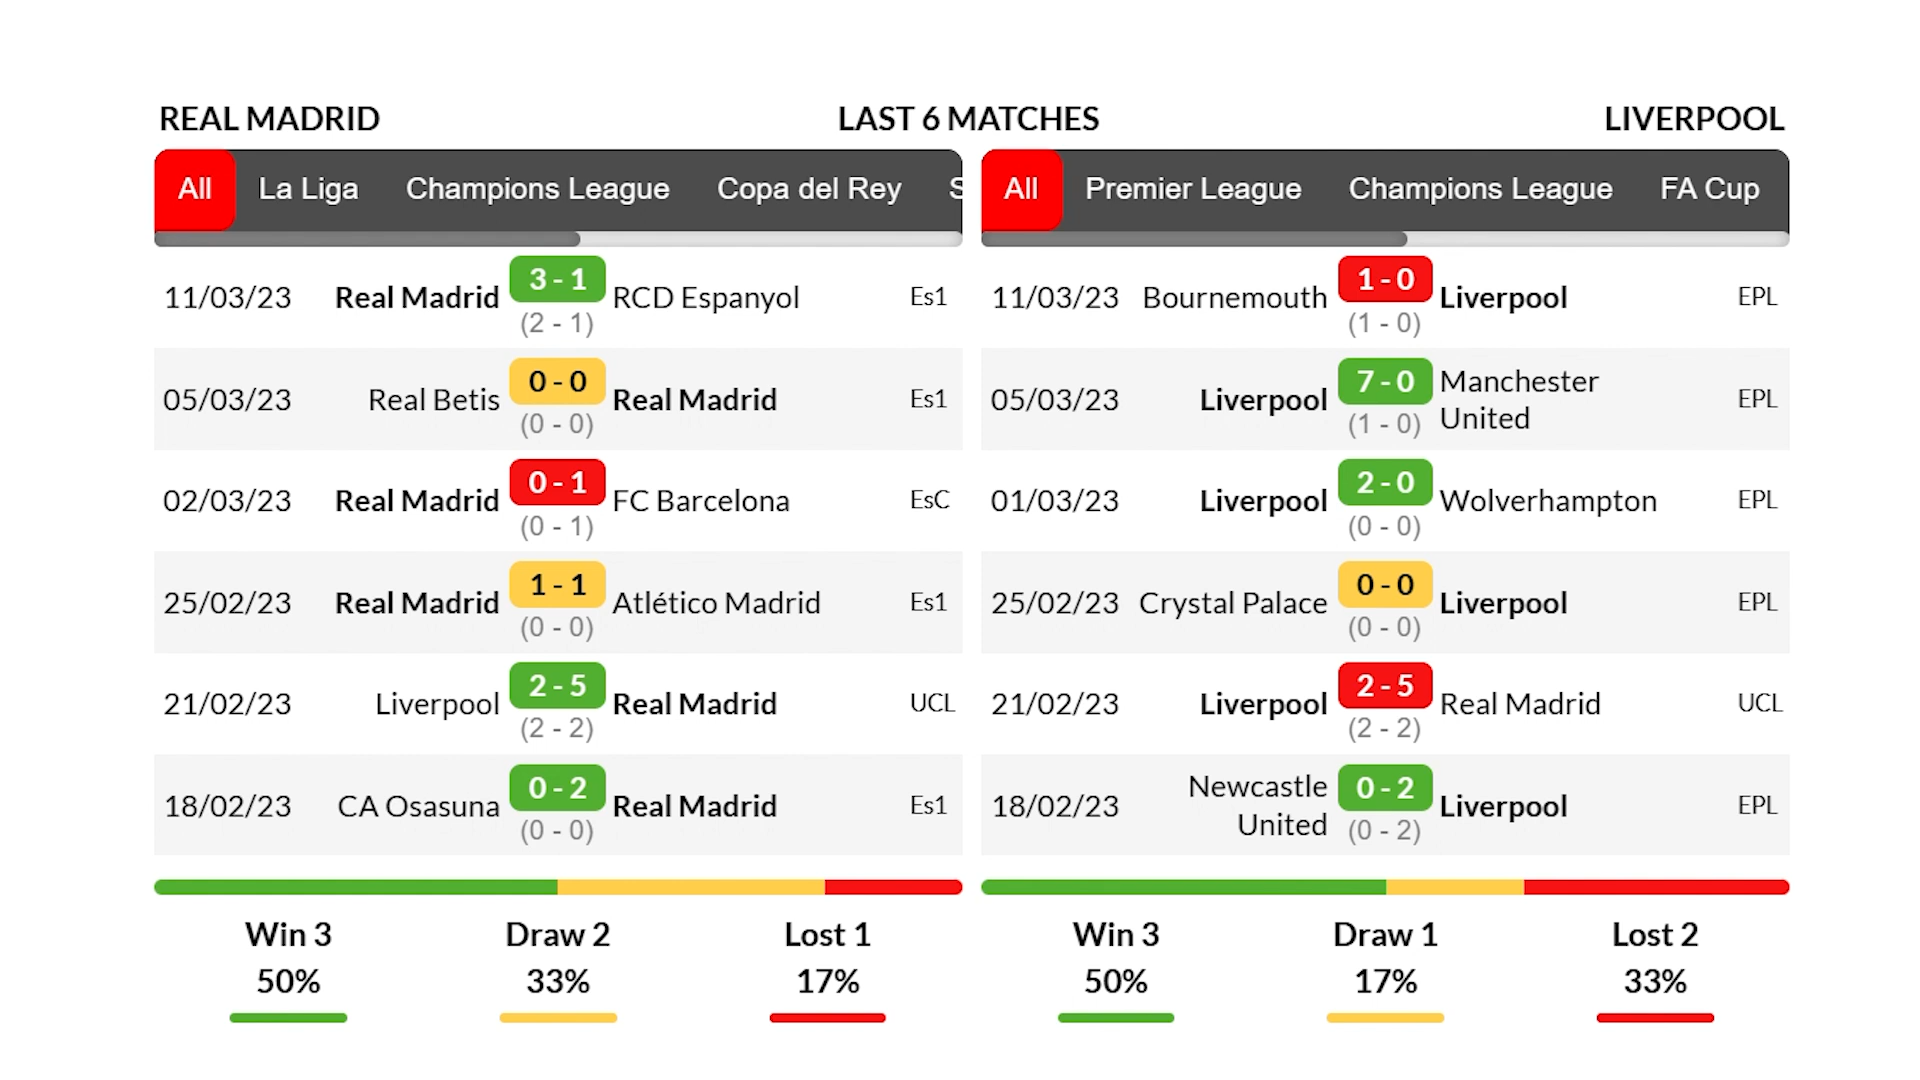 REAL MADRID LAST 6 MATCHES LIVERPOOL
All La Liga Champions League Copa del Rey S
11/03/23 Real Madrid 3 - 1 RCD Espanyol Es1
(2 - 1)
05/03/23 Real Betis 0 - 0 Real Madrid Es1
(0 - 0)
02/03/23 Real Madrid 0 - 1 FC Barcelona EsC
(0 - 1)
25/02/23 Real Madrid 1 - 1 Atlético Madrid Es1
(0 - 0)
21/02/23 Liverpool 2 - 5 Real Madrid UCL
(2 - 2)
18/02/23 CA Osasuna 0 - 2 Real Madrid Es1
(0 - 0)
Win 3 Draw 2 Lost 1
50% 33% 17%
All Premier League Champions League FA Cup
11/03/23 Bournemouth 1 - 0 Liverpool EPL
(1 - 0)
05/03/23 Liverpool 7 - 0 Manchester United EPL
(1 - 0)
01/03/23 Liverpool 2 - 0 Wolverhampton EPL
(0 - 0)
25/02/23 Crystal Palace 0 - 0 Liverpool EPL
(0 - 0)
21/02/23 Liverpool 2 - 5 Real Madrid UCL
(2 - 2)
18/02/23 Newcastle United 0 - 2 Liverpool EPL
(0 - 2)
Win 3 Draw 1 Lost 2
50% 17% 33%